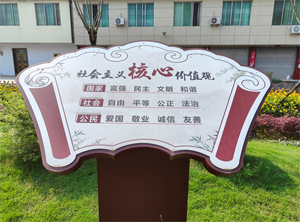 社会主义核心价值观
国家 富强 民主 文明 和谐
社会 自由 平等 公正 法治
公民 爱国 敬业 诚信 友善